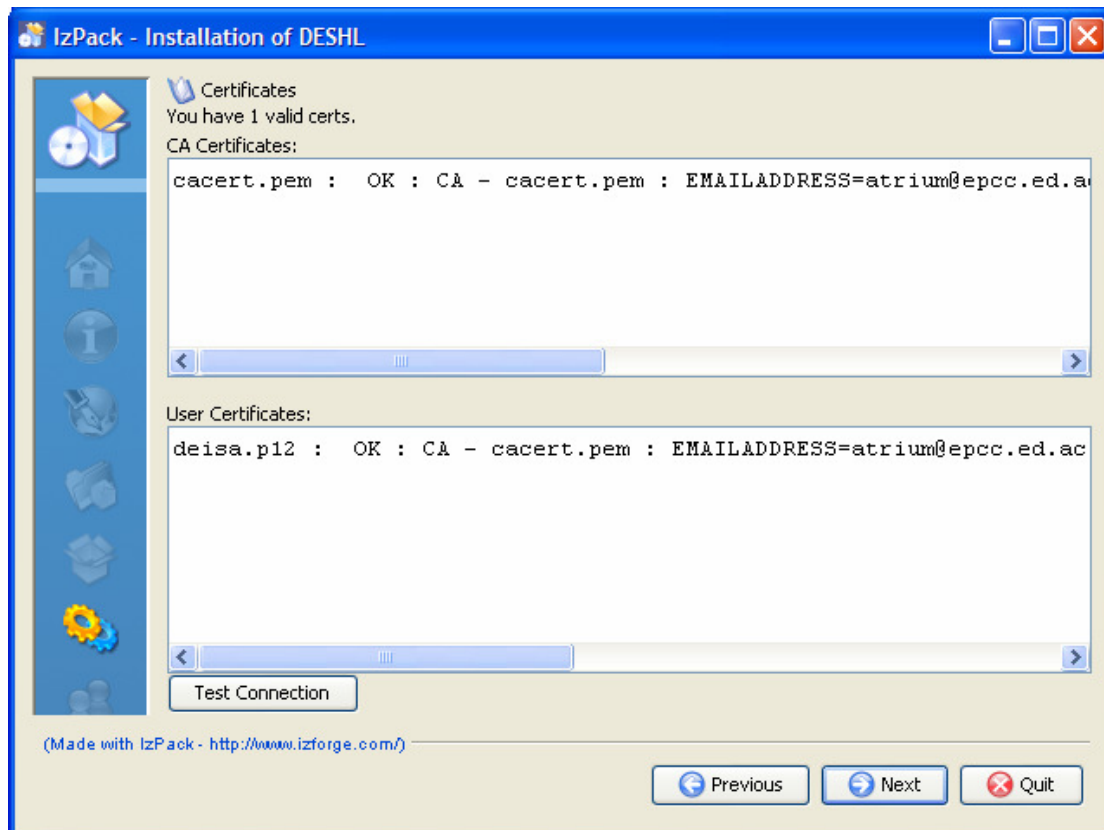 IzPack - Installation of DESHL
Certificates
You have 1 valid certs.
CA Certificates:
cacert.pem :  OK : CA - cacert.pem : EMAILADDRESS=atrium@epcc.ed.a
User Certificates:
deisa.p12 :  OK : CA - cacert.pem : EMAILADDRESS=atrium@epcc.ed.ac
Test Connection
(Made with IzPack - http://www.izforge.com/)
Previous
Next
Quit